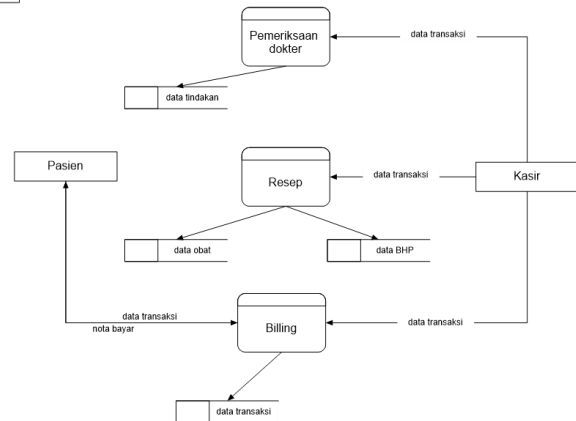 Pemeriksaan
dokter
data transaksi
data tindakan
Pasien
Resep
data transaksi
Kasir
data obat
data BHP
data transaksi
nota bayar
Billing
data transaksi
data transaksi